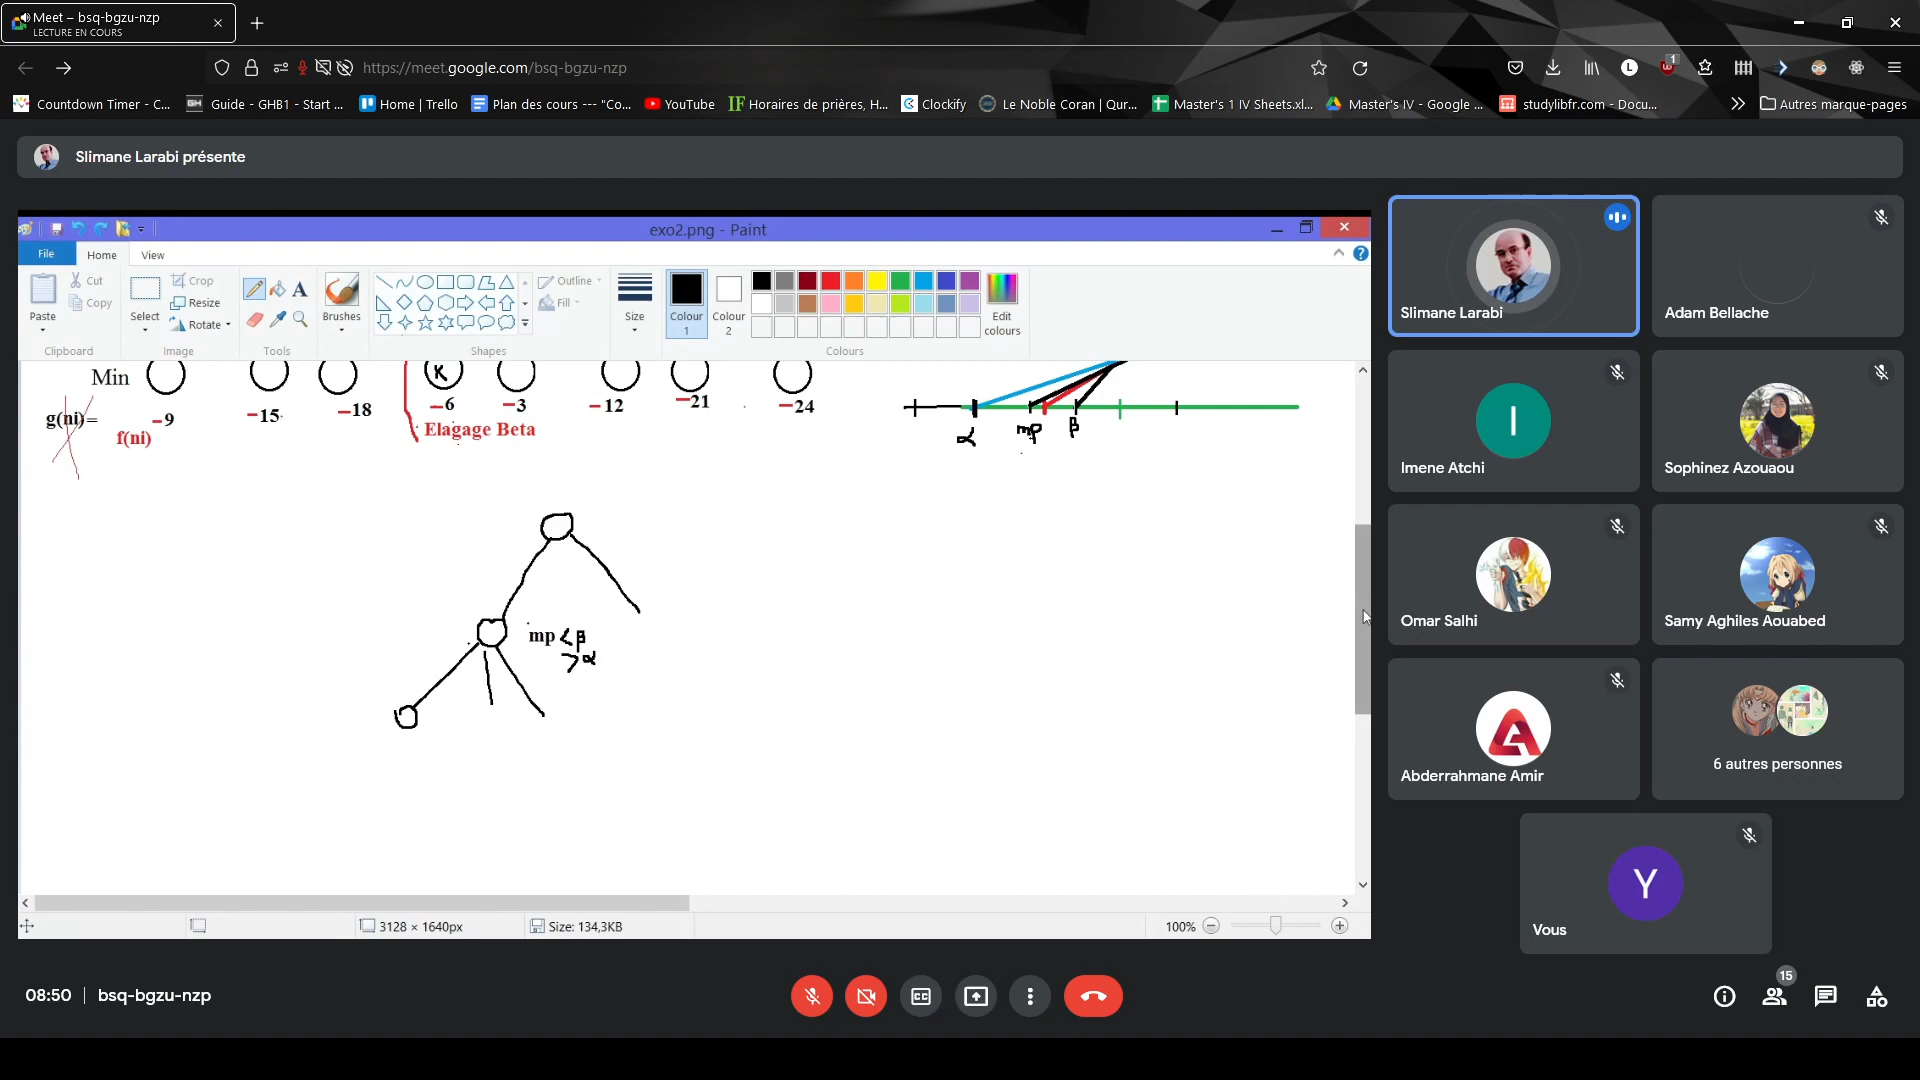 Meet – bsq-bgzu-nzp
LECTURE EN COURS
https://meet.google.com/bsq-bgzu-nzp
1
Countdown Timer - C...
GH Guide - GHB1 - Start ...
Home | Trello
Plan des cours --- "Co...
YouTube
IF Horaires de prières, H...
Clockify
Le Noble Coran | Qur...
Master's 1 IV Sheets.xl...
Master's IV - Google ...
studylibfr.com - Docu...
Autres marque-pages
Slimane Larabi présente
exo2.png - Paint
File
Home
View
Paste
Cut
Copy
Clipboard
Select
Crop
Resize
Rotate
Image
Tools
Brushes
Shapes
Outline
Fill
Size
Colour
1
Colour
2
Edit
colours
Colours
Min
K
g(ni)=
f(ni)
-9
-15
-18
-6
-3
-12
-21
-24
Elagage Beta
α
mp
β
mp < β
> α
3128 × 1640px
Size: 134,3KB
100%
Slimane Larabi
Adam Bellache
I
Imene Atchi
Sophinez Azouaou
Omar Salhi
Samy Aghiles Aouabed
Abderrahmane Amir
6 autres personnes
Y
Vous
08:50
bsq-bgzu-nzp
15